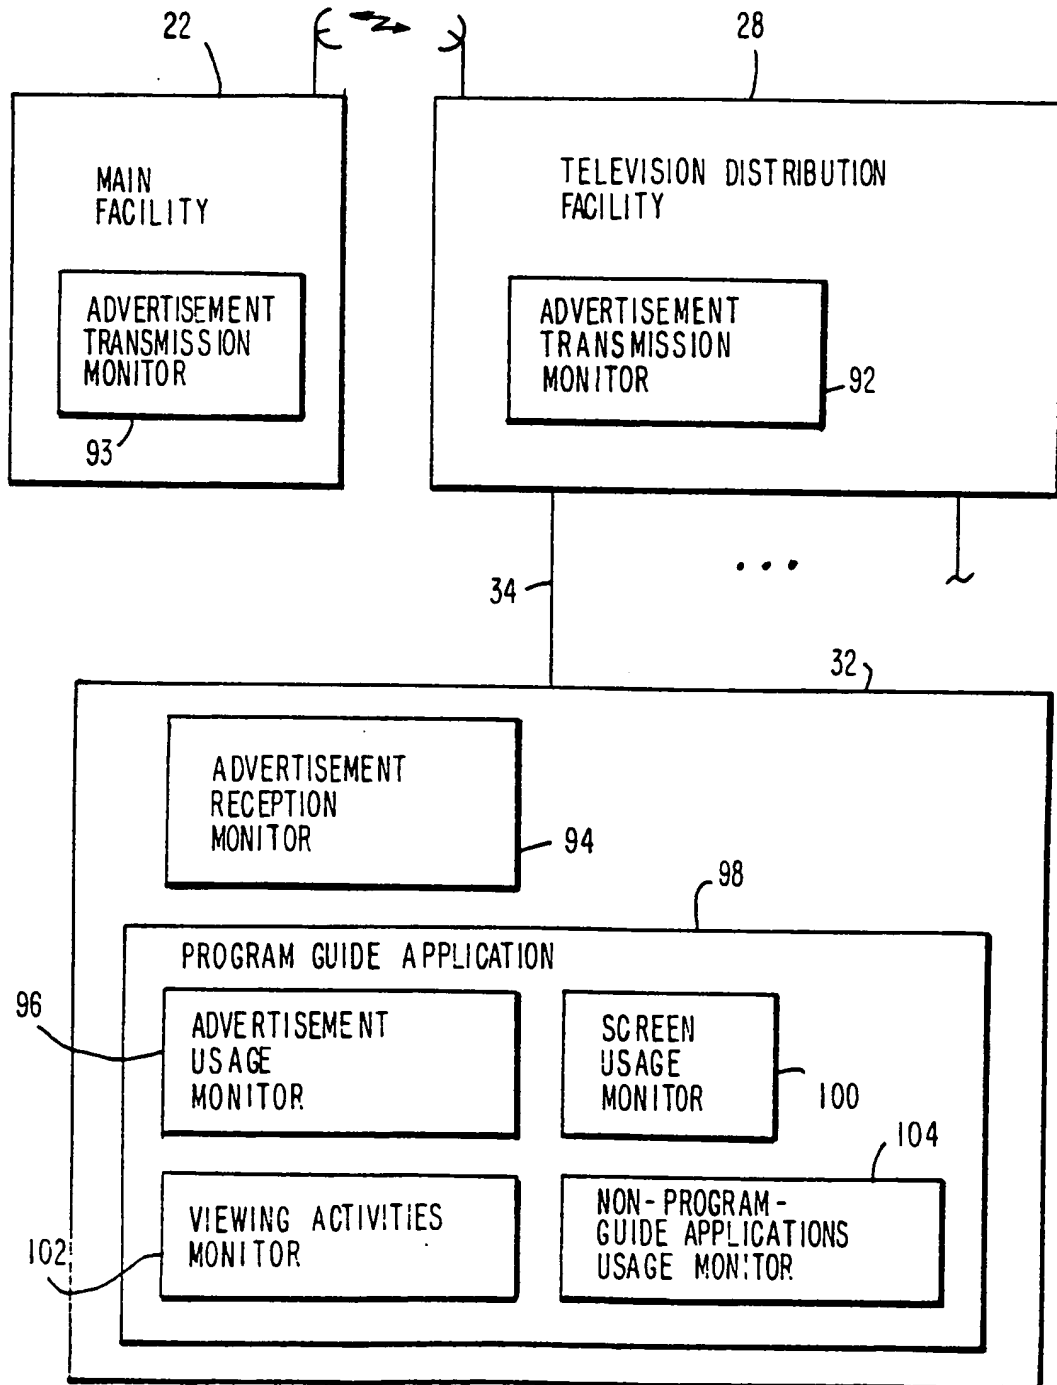 22
28
MAIN
FACILITY
TELEVISION DISTRIBUTION
FACILITY
ADVERTISEMENT
TRANSMISSION
MONITOR
93
ADVERTISEMENT
TRANSMISSION
MONITOR
92
34
...
32
ADVERTISEMENT
RECEPTION
MONITOR
94
98
PROGRAM GUIDE APPLICATION
96
ADVERTISEMENT
USAGE
MONITOR
SCREEN
USAGE
MONITOR
100
104
VIEWING ACTIVITIES
MONITOR
102
NON-PROGRAM-
GUIDE APPLICATIONS
USAGE MONITOR